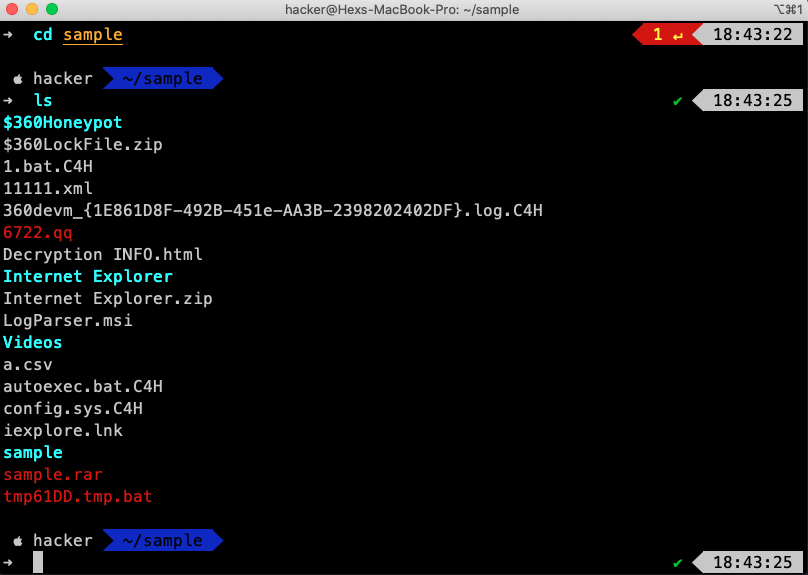 hacker@Hexs-MacBook-Pro: ~/sample ⌥⌘1
➜ cd sample 1 ↵ 18:43:22
hacker ~/sample
➜ ls ✔ 18:43:25
$360Honeypot
$360LockFile.zip
1.bat.C4H
11111.xml
360devm_{1E861D8F-492B-451e-AA3B-2398202402DF}.log.C4H
6722.qq
Decryption INFO.html
Internet Explorer
Internet Explorer.zip
LogParser.msi
Videos
a.csv
autoexec.bat.C4H
config.sys.C4H
iexplore.lnk
sample
sample.rar
tmp61DD.tmp.bat
hacker ~/sample
➜ ✔ 18:43:25